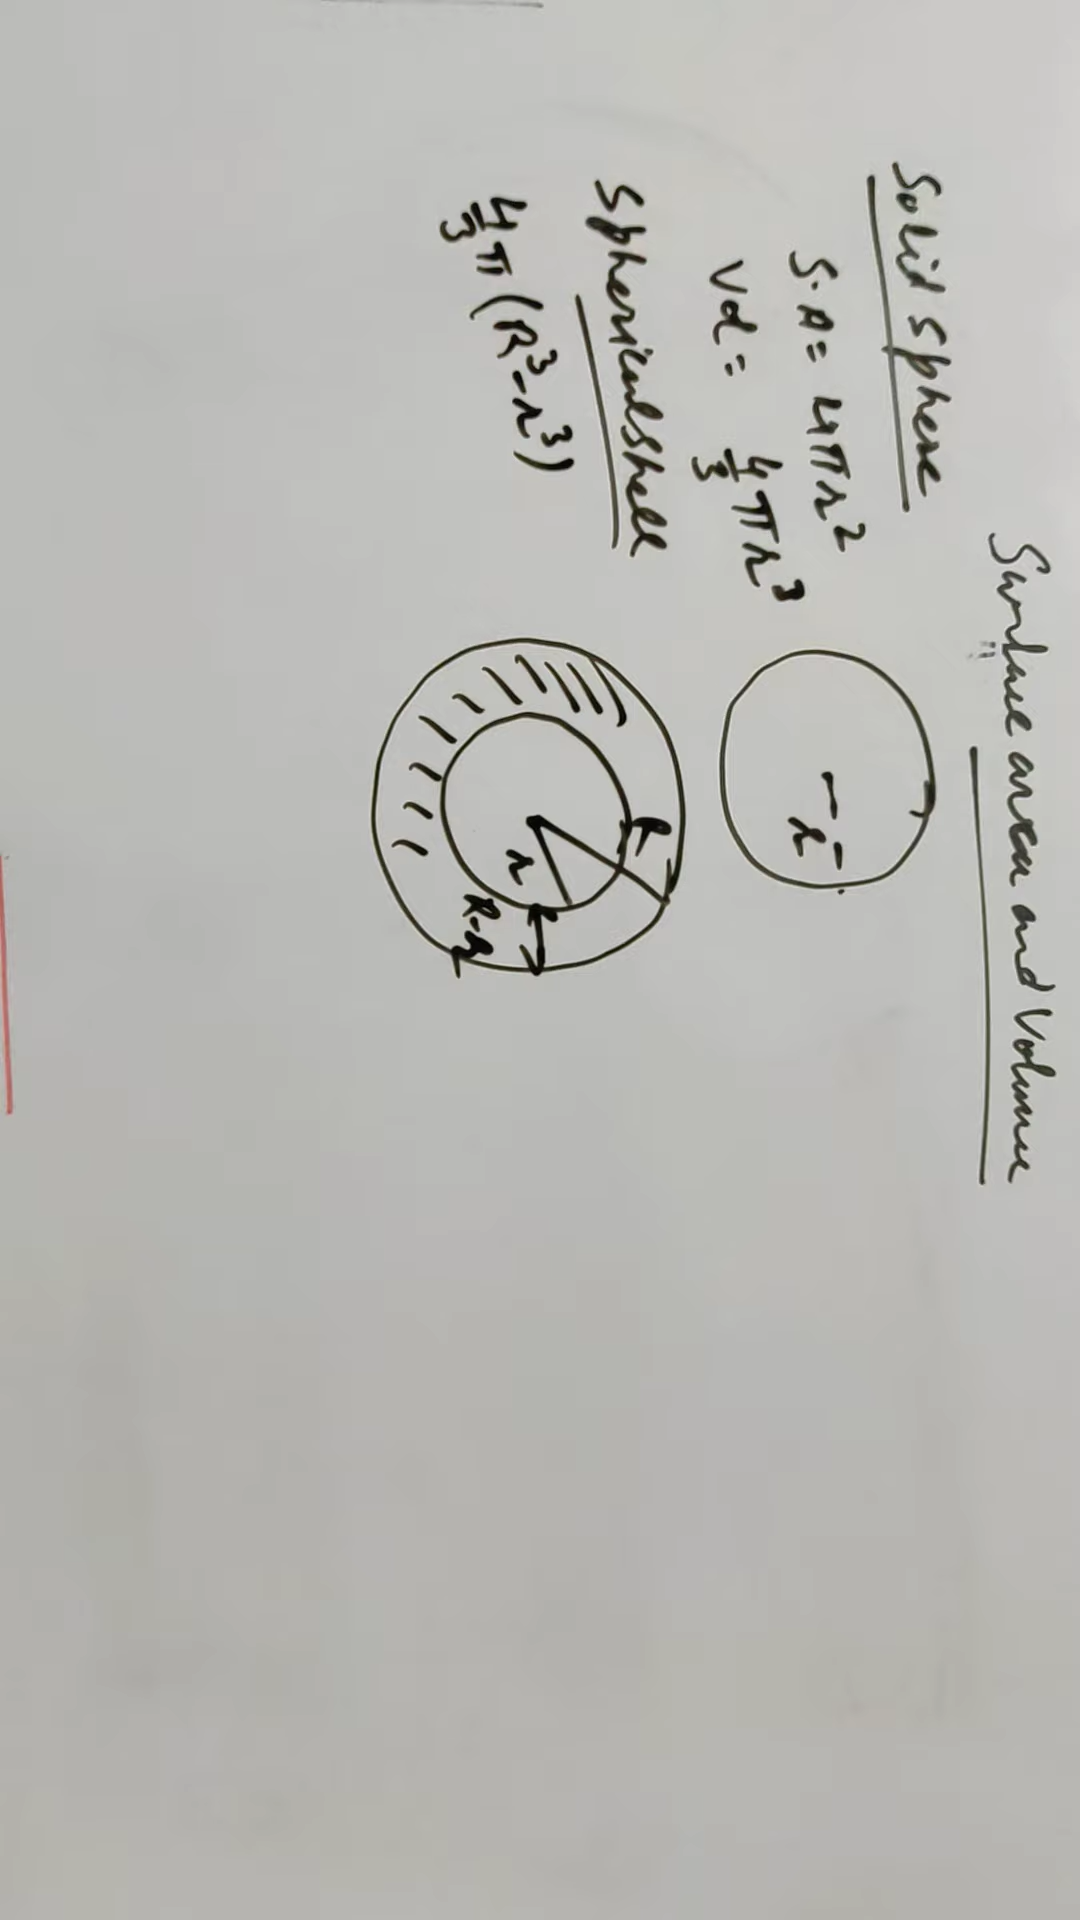 Surface area and Volume
Solid Sphere
S.A = 4πr²
Vol = 4/3 πr³
r
Spherical shell
4/3 π (R³-r³))
R
r
R-r